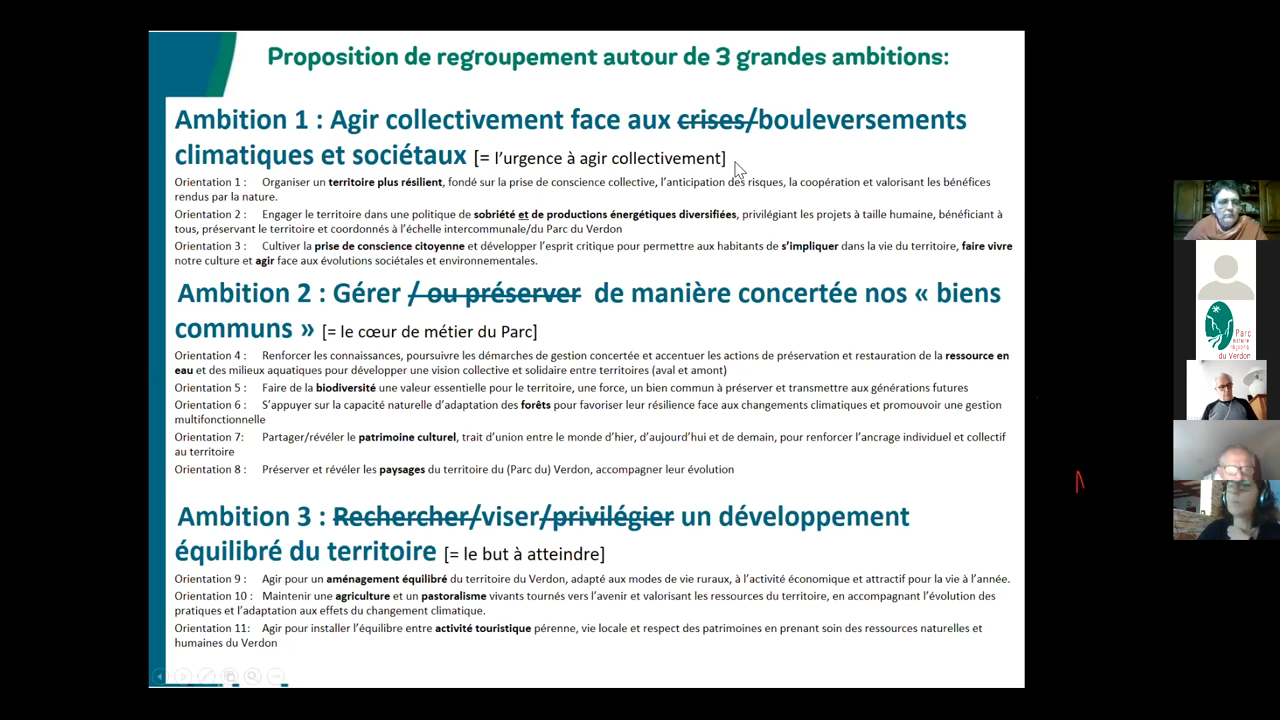 Proposition de regroupement autour de 3 grandes ambitions:
Ambition 1 : Agir collectivement face aux crises/bouleversements
climatiques et sociétaux [= l'urgence à agir collectivement]
Orientation 1 : Organiser un territoire plus résilient, fondé sur la prise de conscience collective, l'anticipation des risques, la coopération et valorisant les bénéfices
rendus par la nature.
Orientation 2 : Engager le territoire dans une politique de sobriété et de productions énergétiques diversifiées, privilégiant les projets à taille humaine, bénéficiant à
tous, préservant le territoire et coordonnés à l'échelle intercommunale/du Parc du Verdon
Orientation 3 : Cultiver la prise de conscience citoyenne et développer l'esprit critique pour permettre aux habitants de s'impliquer dans la vie du territoire, faire vivre
notre culture et agir face aux évolutions sociétales et environnementales.
Ambition 2 : Gérer / ou préserver de manière concertée nos « biens
communs » [= le cœur de métier du Parc]
Orientation 4 : Renforcer les connaissances, poursuivre les démarches de gestion concertée et accentuer les actions de préservation et restauration de la ressource en
eau et des milieux aquatiques pour développer une vision collective et solidaire entre territoires (aval et amont)
Orientation 5 : Faire de la biodiversité une valeur essentielle pour le territoire, une force, un bien commun à préserver et transmettre aux générations futures
Orientation 6 : S'appuyer sur la capacité naturelle d'adaptation des forêts pour favoriser leur résilience face aux changements climatiques et promouvoir une gestion
multifonctionnelle
Orientation 7: Partager/révéler le patrimoine culturel, trait d'union entre le monde d'hier, d'aujourd'hui et de demain, pour renforcer l'ancrage individuel et collectif
au territoire
Orientation 8 : Préserver et révéler les paysages du territoire du (Parc du) Verdon, accompagner leur évolution
Ambition 3 : Rechercher/viser/privilégier un développement
équilibré du territoire [= le but à atteindre]
Orientation 9 : Agir pour un aménagement équilibré du territoire du Verdon, adapté aux modes de vie ruraux, à l'activité économique et attractif pour la vie à l'année.
Orientation 10 : Maintenir une agriculture et un pastoralisme vivants tournés vers l'avenir et valorisant les ressources du territoire, en accompagnant l'évolution des
pratiques et l'adaptation aux effets du changement climatique.
Orientation 11: Agir pour installer l'équilibre entre activité touristique pérenne, vie locale et respect des patrimoines en prenant soin des ressources naturelles et
humaines du Verdon
Parc
naturel
régional
du Verdon